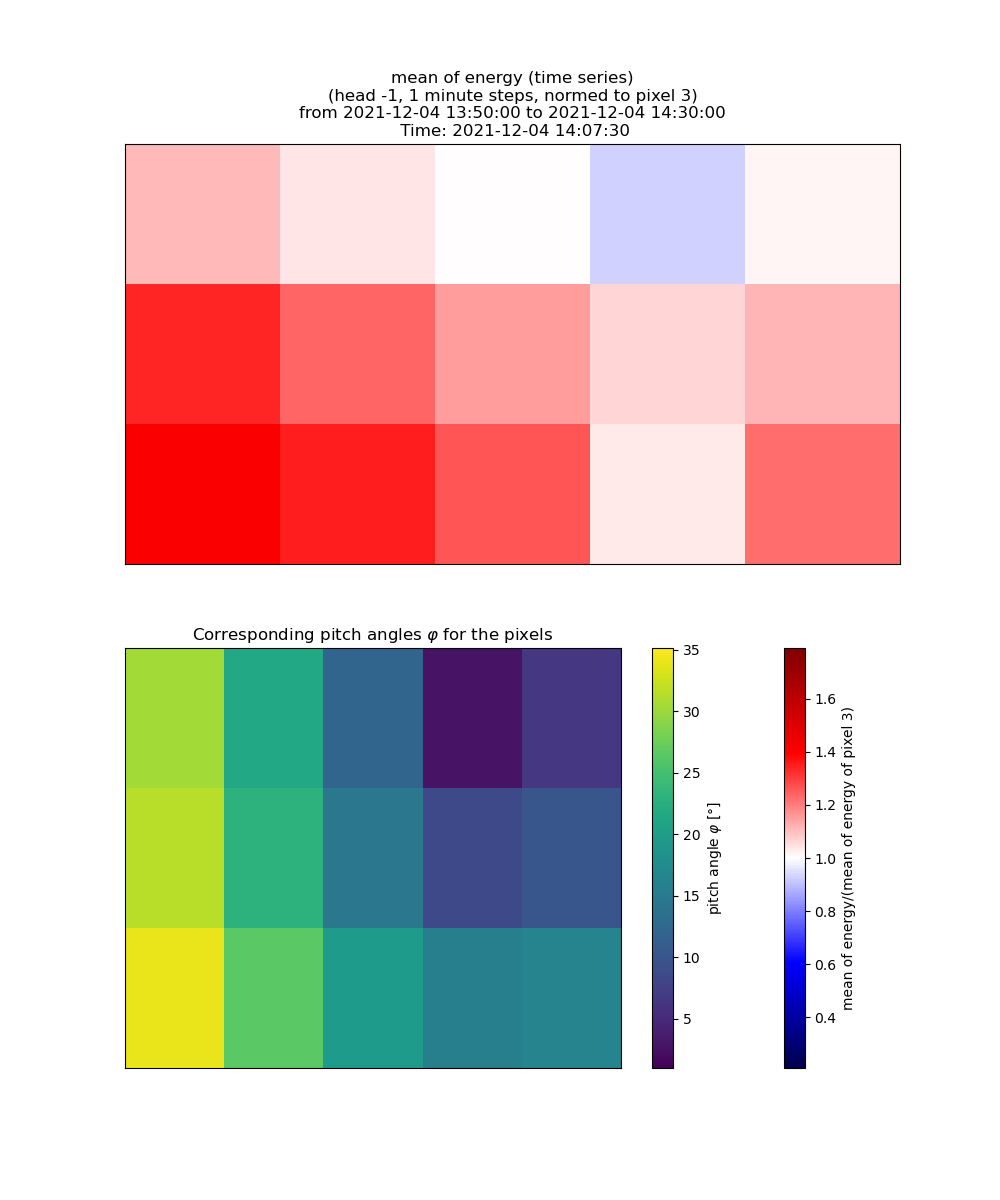 mean of energy (time series)
(head -1, 1 minute steps, normed to pixel 3)
from 2021-12-04 13:50:00 to 2021-12-04 14:30:00
Time: 2021-12-04 14:07:30
Corresponding pitch angles φ for the pixels
35
30
25
20
15
10
5
pitch angle φ [°]
1.6
1.4
1.2
1.0
0.8
0.6
0.4
mean of energy/(mean of energy of pixel 3)